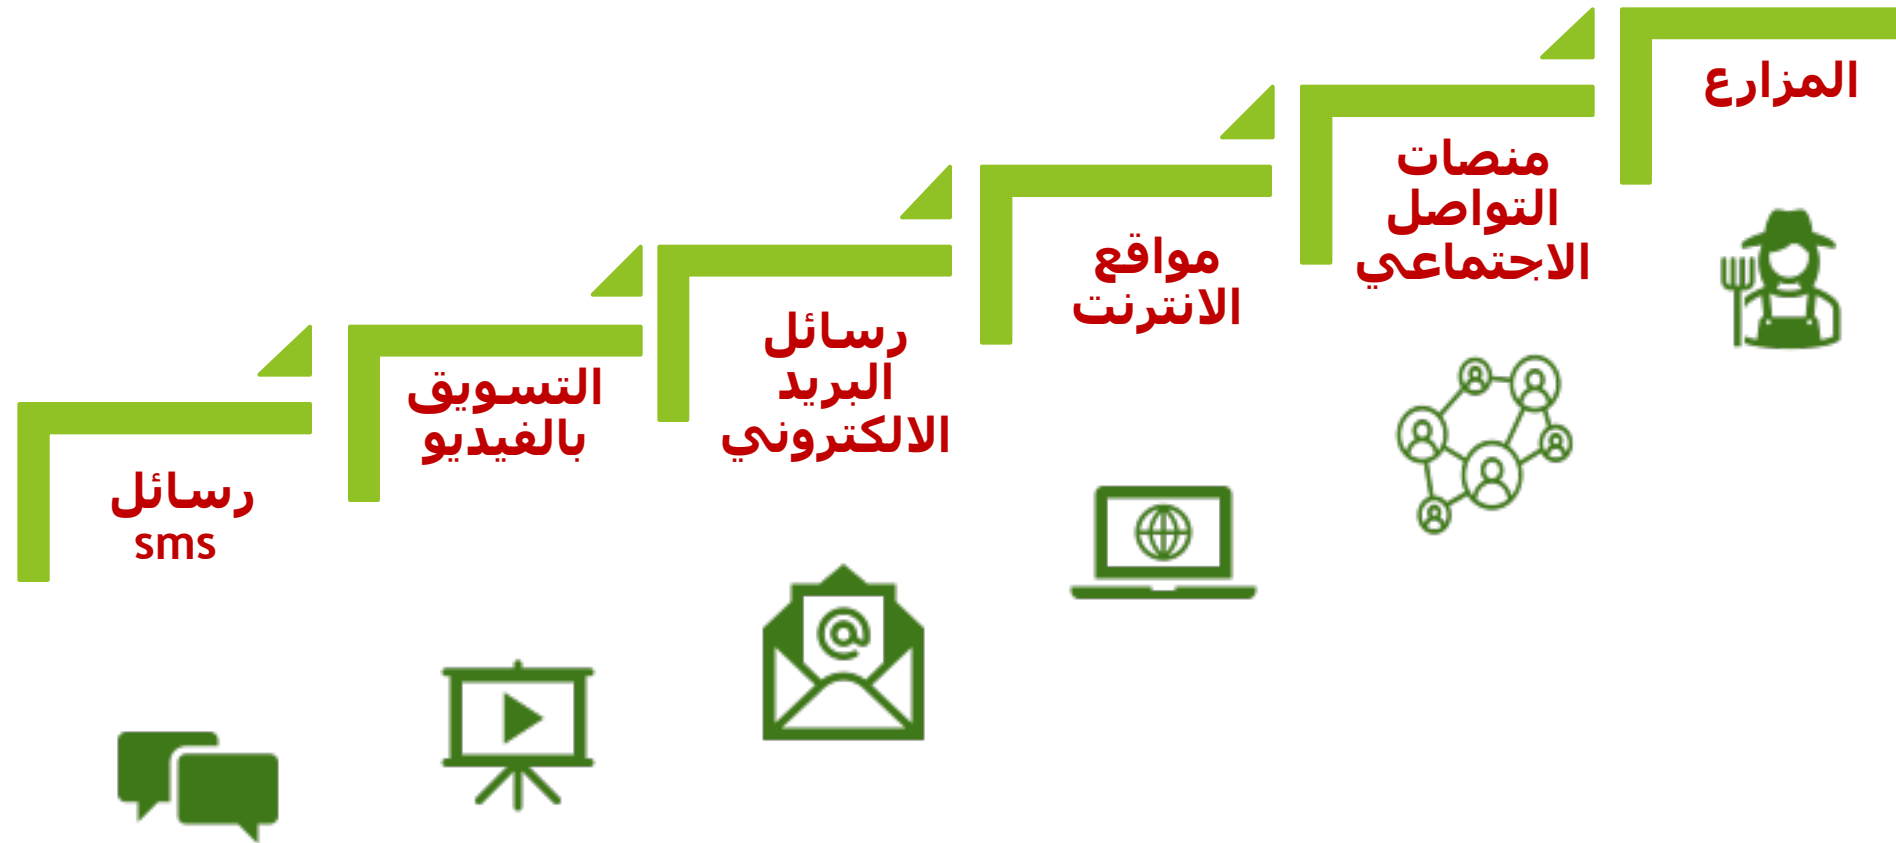 المزارع
منصات
التواصل
الاجتماعي
مواقع
الانترنت
رسائل
البريد
الالكتروني
التسويق
بالفيديو
رسائل
sms